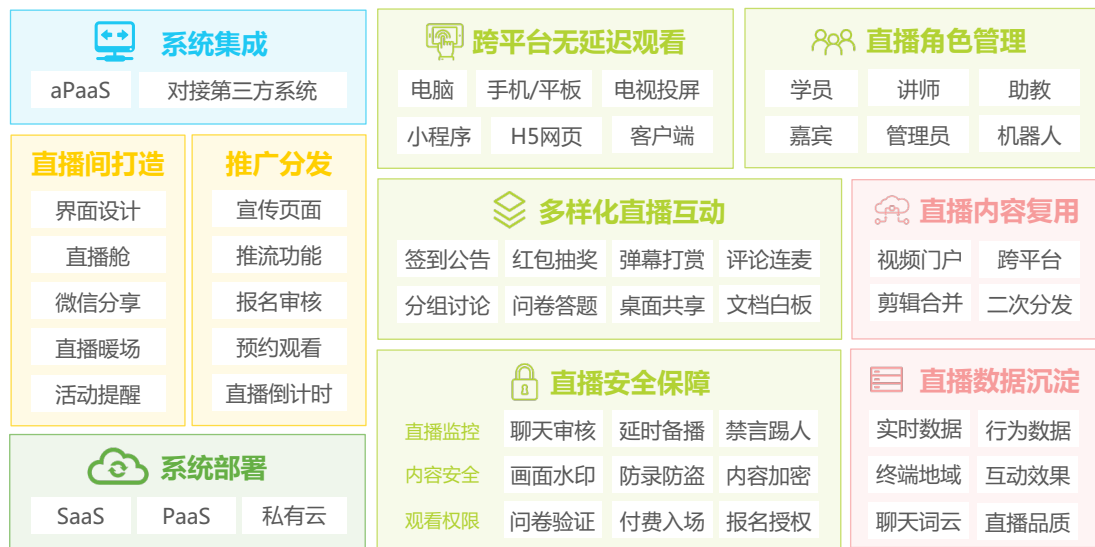 系统集成
aPaaS 对接第三方系统
直播间打造
界面设计
直播舱
微信分享
直播暖场
活动提醒
推广分发
宣传页面
推流功能
报名审核
预约观看
直播倒计时
系统部署
SaaS PaaS 私有云
跨平台无延迟观看
电脑 手机/平板 电视投屏
小程序 H5网页 客户端
直播角色管理
学员 讲师 助教
嘉宾 管理员 机器人
多样化直播互动
签到公告 红包抽奖 弹幕打赏 评论连麦
分组讨论 问卷答题 桌面共享 文档白板
直播内容复用
视频门户 跨平台
剪辑合并 二次分发
直播安全保障
直播监控 聊天审核 延时备播 禁言踢人
内容安全 画面水印 防录防盗 内容加密
观看权限 问卷验证 付费入场 报名授权
直播数据沉淀
实时数据 行为数据
终端地域 互动效果
聊天词云 直播品质